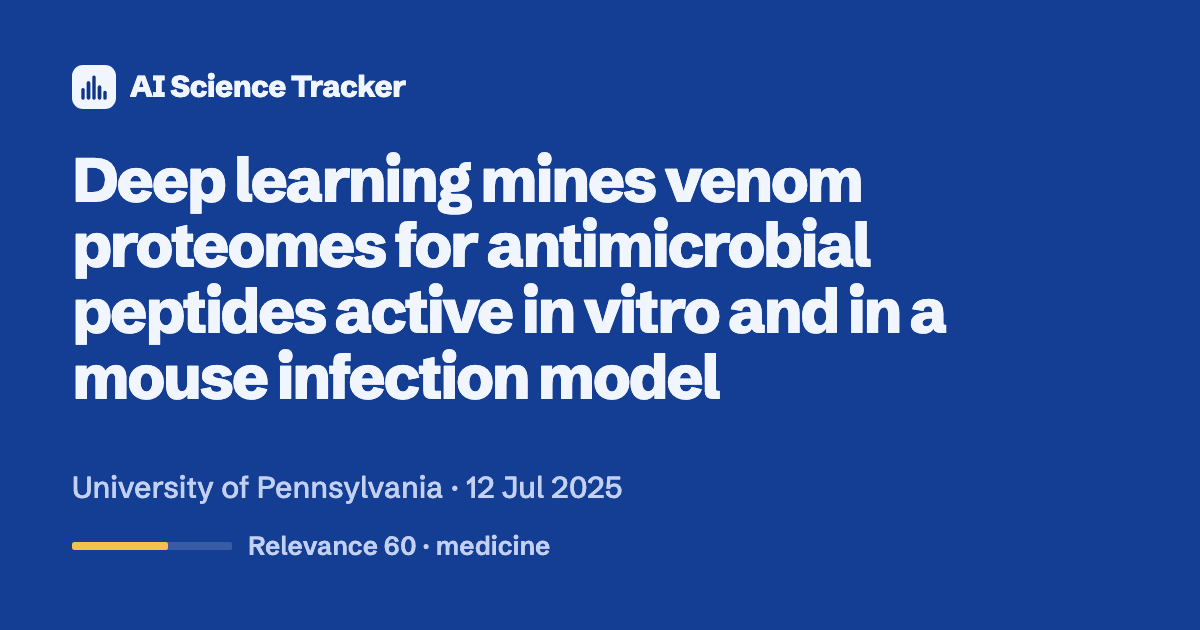 AI Science Tracker
Deep learning mines venom
proteomes for antimicrobial
peptides active in vitro and in a
mouse infection model
University of Pennsylvania · 12 Jul 2025
Relevance 60 · medicine